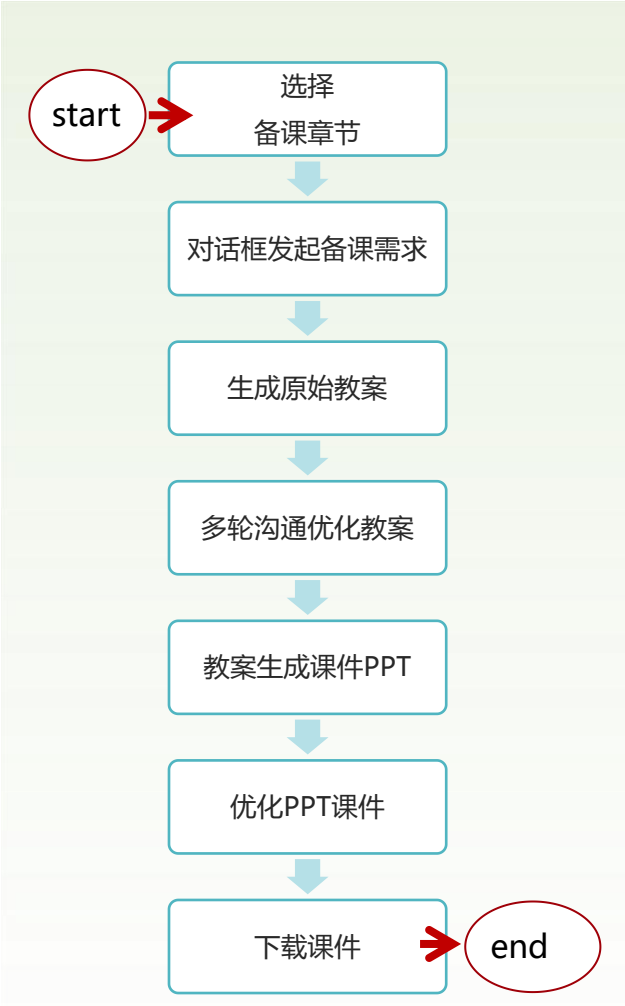 start
选择
备课章节
对话框发起备课需求
生成原始教案
多轮沟通优化教案
教案生成课件PPT
优化PPT课件
下载课件
end